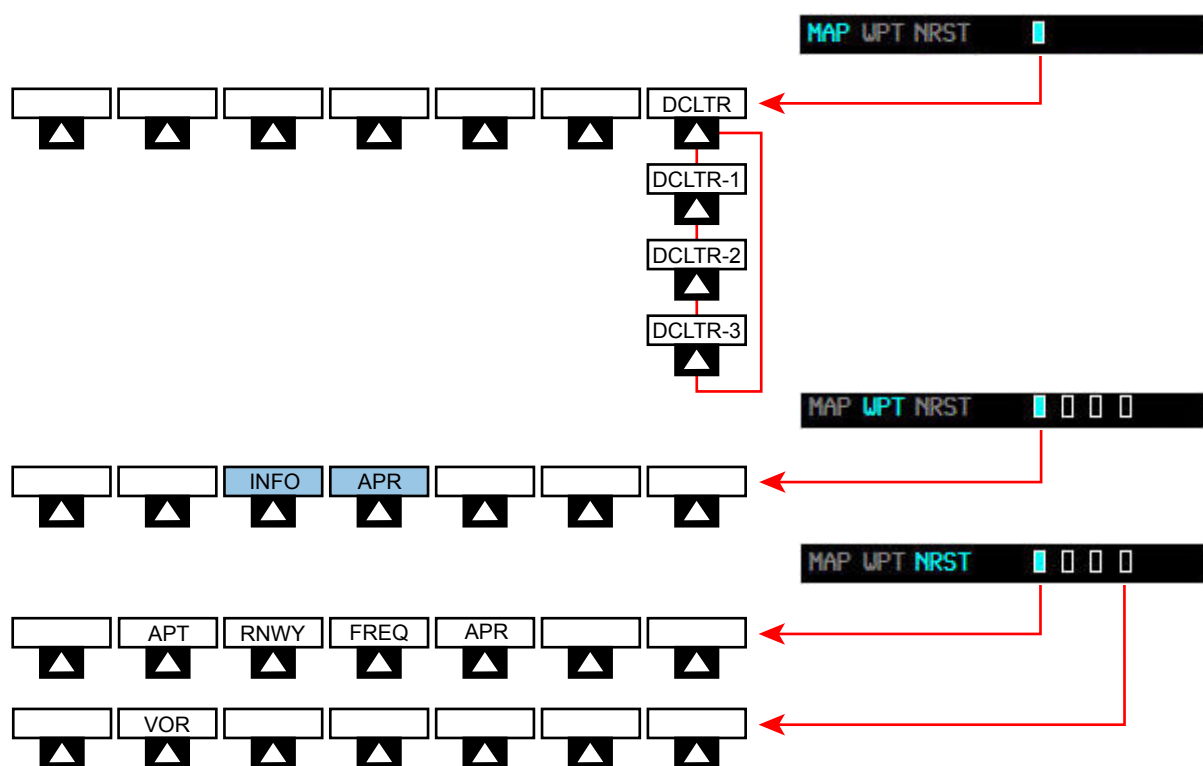 MAP WPT NRST
DCLTR
DCLTR-1
DCLTR-2
DCLTR-3
MAP WPT NRST
INFO APR
MAP WPT NRST
APT RNWY FREQ APR
VOR